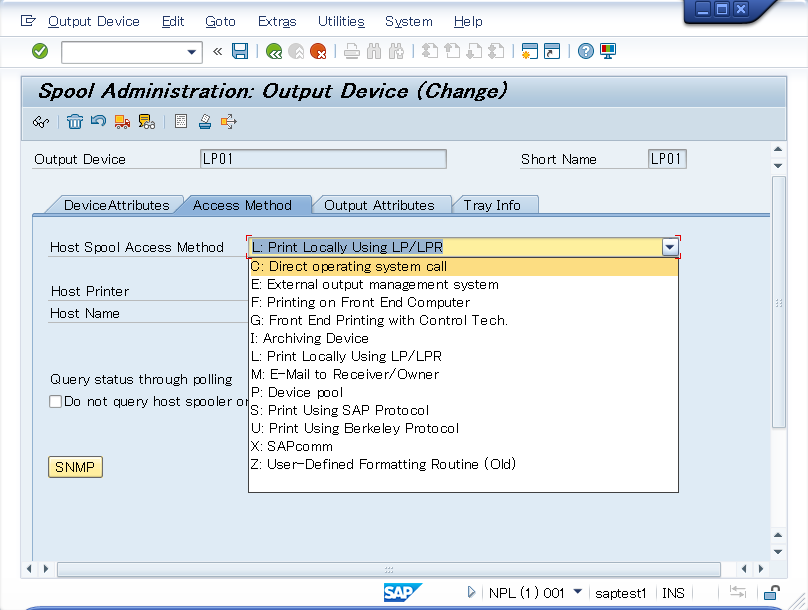 Output Device Edit Goto Extras Utilities System Help
Spool Administration: Output Device (Change)
Output Device LP01 Short Name LP01
DeviceAttributes Access Method Output Attributes Tray Info
Host Spool Access Method L: Print Locally Using LP/LPR
C: Direct operating system call
E: External output management system
Host Printer
F: Printing on Front End Computer
Host Name
G: Front End Printing with Control Tech.
I: Archiving Device
L: Print Locally Using LP/LPR
Query status through polling
M: E-Mail to Receiver/Owner
P: Device pool
Do not query host spooler or
S: Print Using SAP Protocol
U: Print Using Berkeley Protocol
X: SAPcomm
SNMP
Z: User-Defined Formatting Routine (Old)
SAP NPL (1) 001 saptest1 INS